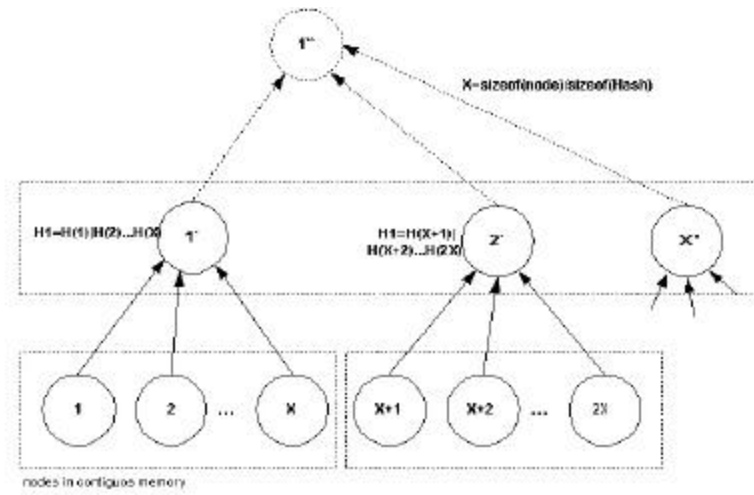 1''
X=sizeof(node)/sizeof(Hash)
H1=H(1)|H(2)...H(X)
1'
H1=H(X+1)|
H(X+2)...H(2X)
2'
X'
1
2
...
X
X+1
X+2
...
2X
nodes in contiguos memory